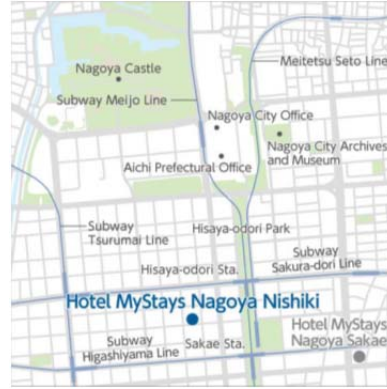 Nagoya Castle
Meitetsu Seto Line
Subway Meijo Line
Nagoya City Office
Nagoya City Archives
and Museum
Aichi Prefectural Office
Subway
Tsurumai Line
Hisaya-odori Park
Subway
Sakura-dori Line
Hisaya-odori Sta.
Hotel MyStays Nagoya Nishiki
Hotel MyStays
Nagoya Sakae
Subway
Higashiyama Line
Sakae Sta.